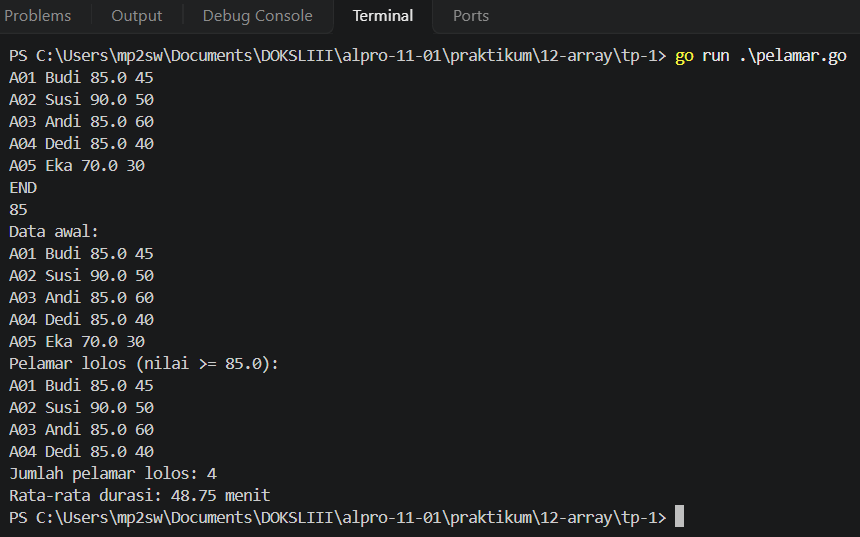 Problems Output Debug Console Terminal Ports
PS C:\Users\mp2sw\Documents\DOKSLIII\alpro-11-01\praktikum\12-array\tp-1> go run .\pelamar.go
A01 Budi 85.0 45
A02 Susi 90.0 50
A03 Andi 85.0 60
A04 Dedi 85.0 40
A05 Eka 70.0 30
END
85
Data awal:
A01 Budi 85.0 45
A02 Susi 90.0 50
A03 Andi 85.0 60
A04 Dedi 85.0 40
A05 Eka 70.0 30
Pelamar lolos (nilai >= 85.0):
A01 Budi 85.0 45
A02 Susi 90.0 50
A03 Andi 85.0 60
A04 Dedi 85.0 40
Jumlah pelamar lolos: 4
Rata-rata durasi: 48.75 menit
PS C:\Users\mp2sw\Documents\DOKSLIII\alpro-11-01\praktikum\12-array\tp-1>